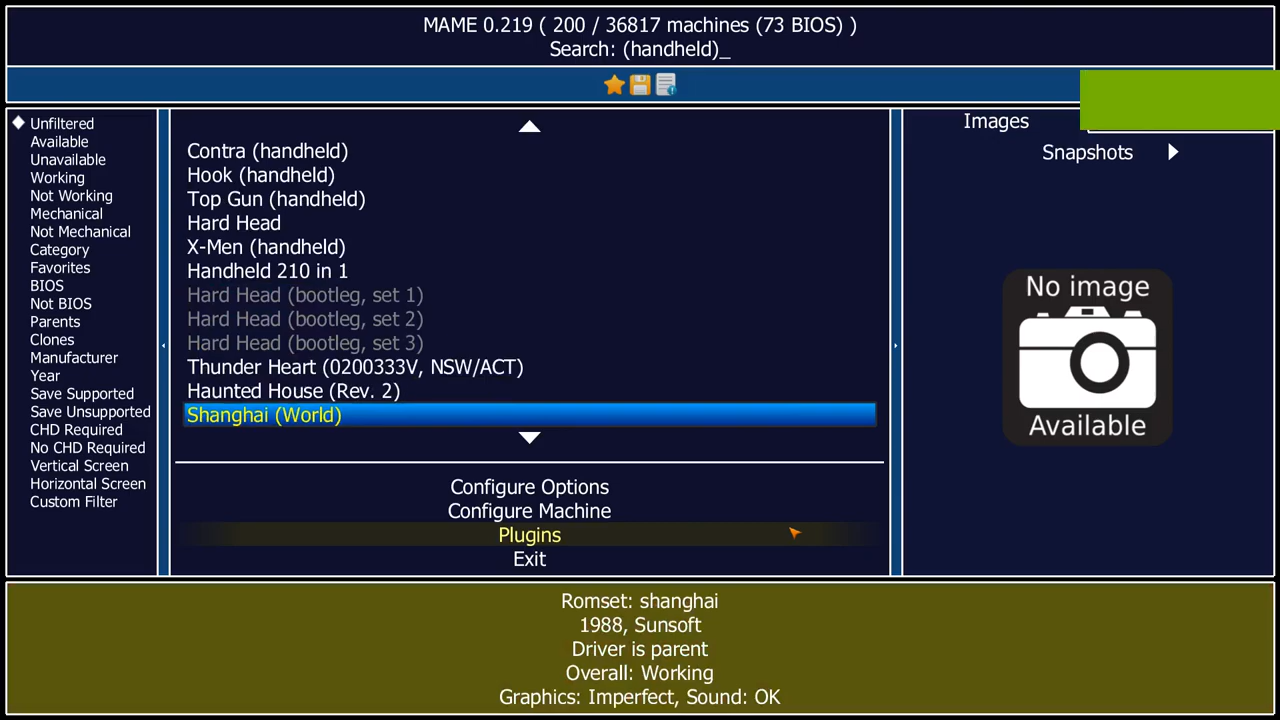 MAME 0.219 ( 200 / 36817 machines (73 BIOS) )
Search: (handheld)_
Unfiltered
Available
Unavailable
Working
Not Working
Mechanical
Not Mechanical
Category
Favorites
BIOS
Not BIOS
Parents
Clones
Manufacturer
Year
Save Supported
Save Unsupported
CHD Required
No CHD Required
Vertical Screen
Horizontal Screen
Custom Filter
Contra (handheld)
Hook (handheld)
Top Gun (handheld)
Hard Head
X-Men (handheld)
Handheld 210 in 1
Hard Head (bootleg, set 1)
Hard Head (bootleg, set 2)
Hard Head (bootleg, set 3)
Thunder Heart (0200333V, NSW/ACT)
Haunted House (Rev. 2)
Shanghai (World)
Configure Options
Configure Machine
Plugins
Exit
Images
Snapshots
No image
Available
Romset: shanghai
1988, Sunsoft
Driver is parent
Overall: Working
Graphics: Imperfect, Sound: OK